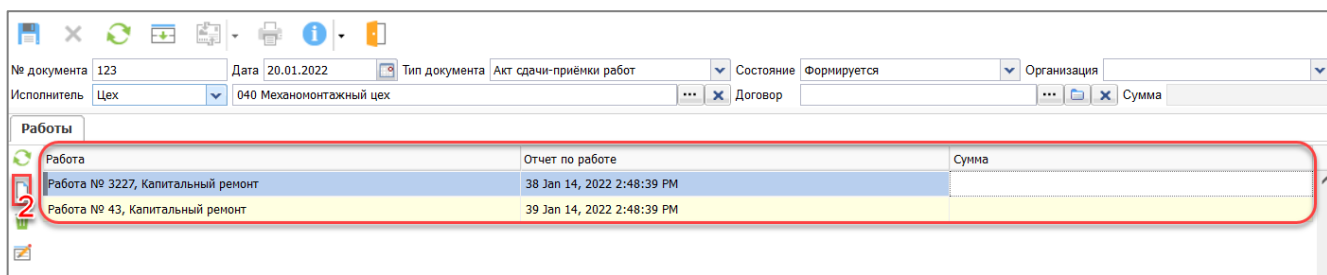 № документа 123 Дата 20.01.2022 Тип документа Акт сдачи-приёмки работ Состояние Формируется Организация
Исполнитель Цех 040 Механомонтажный цех ... Договор ... Сумма
Работы
Работа Отчет по работе Сумма
Работа № 3227, Капитальный ремонт 38 Jan 14, 2022 2:48:39 PM
2
Работа № 43, Капитальный ремонт 39 Jan 14, 2022 2:48:39 PM